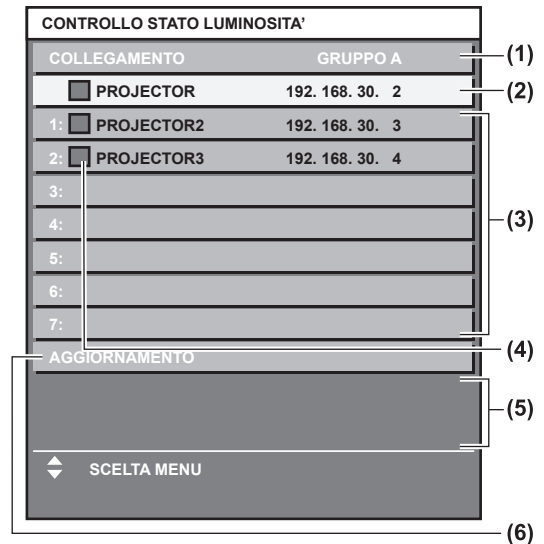 CONTROLLO STATO LUMINOSITA’
COLLEGAMENTO GRUPPO A (1)
PROJECTOR 192. 168. 30. 2 (2)
1: PROJECTOR2 192. 168. 30. 3
2: PROJECTOR3 192. 168. 30. 4
3:
(3)
4:
5:
6:
7:
(4)
AGGIORNAMENTO
(5)
SCELTA MENU
(6)